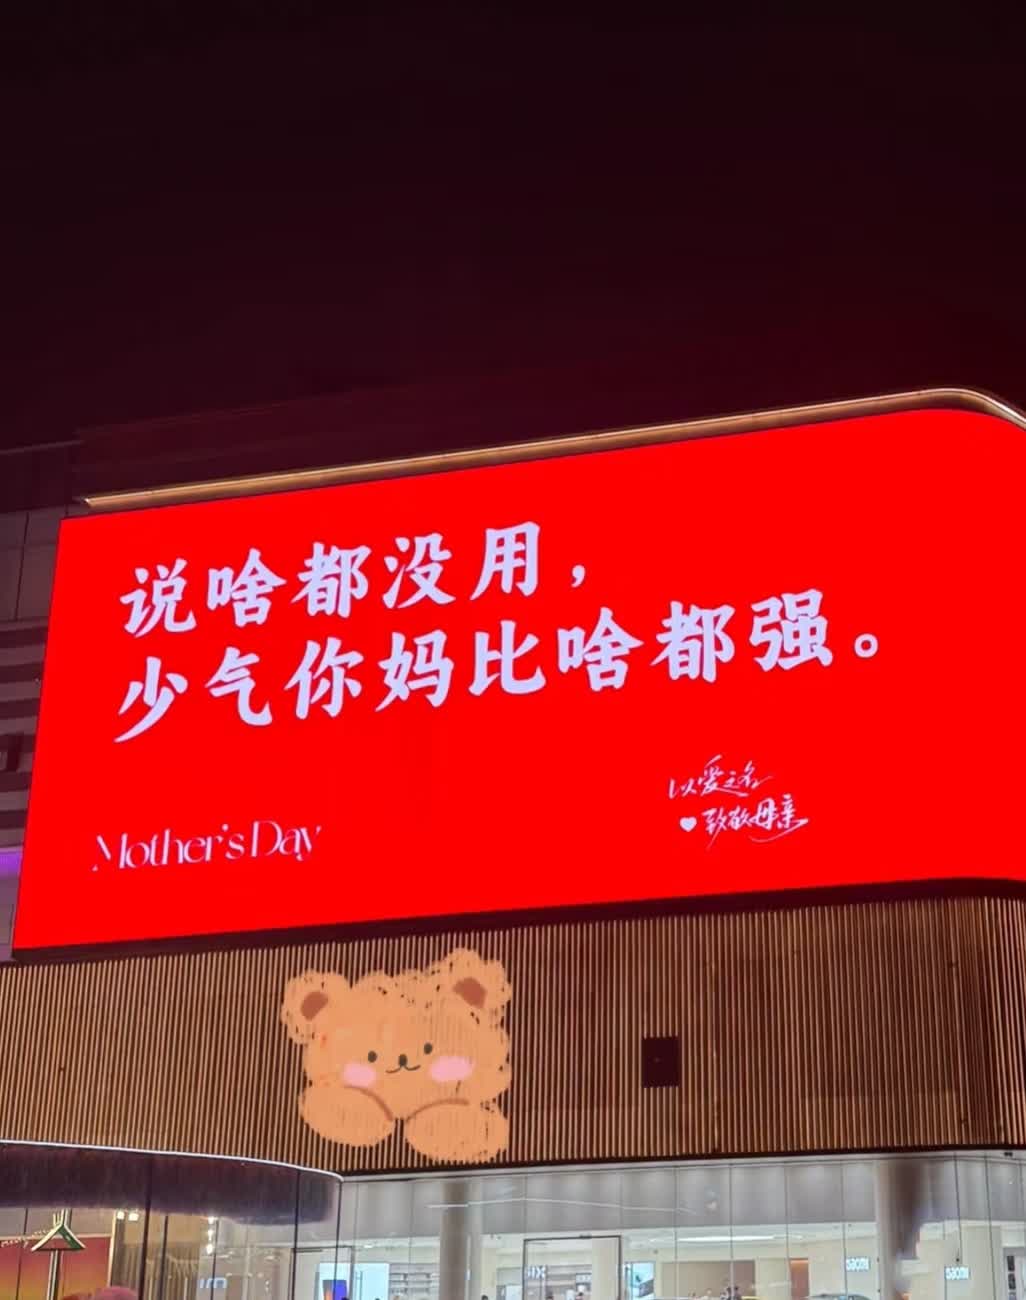 说啥都没用，
少气你妈比啥都强。
Mother's Day
以爱之名
致敬母亲
xiaomi